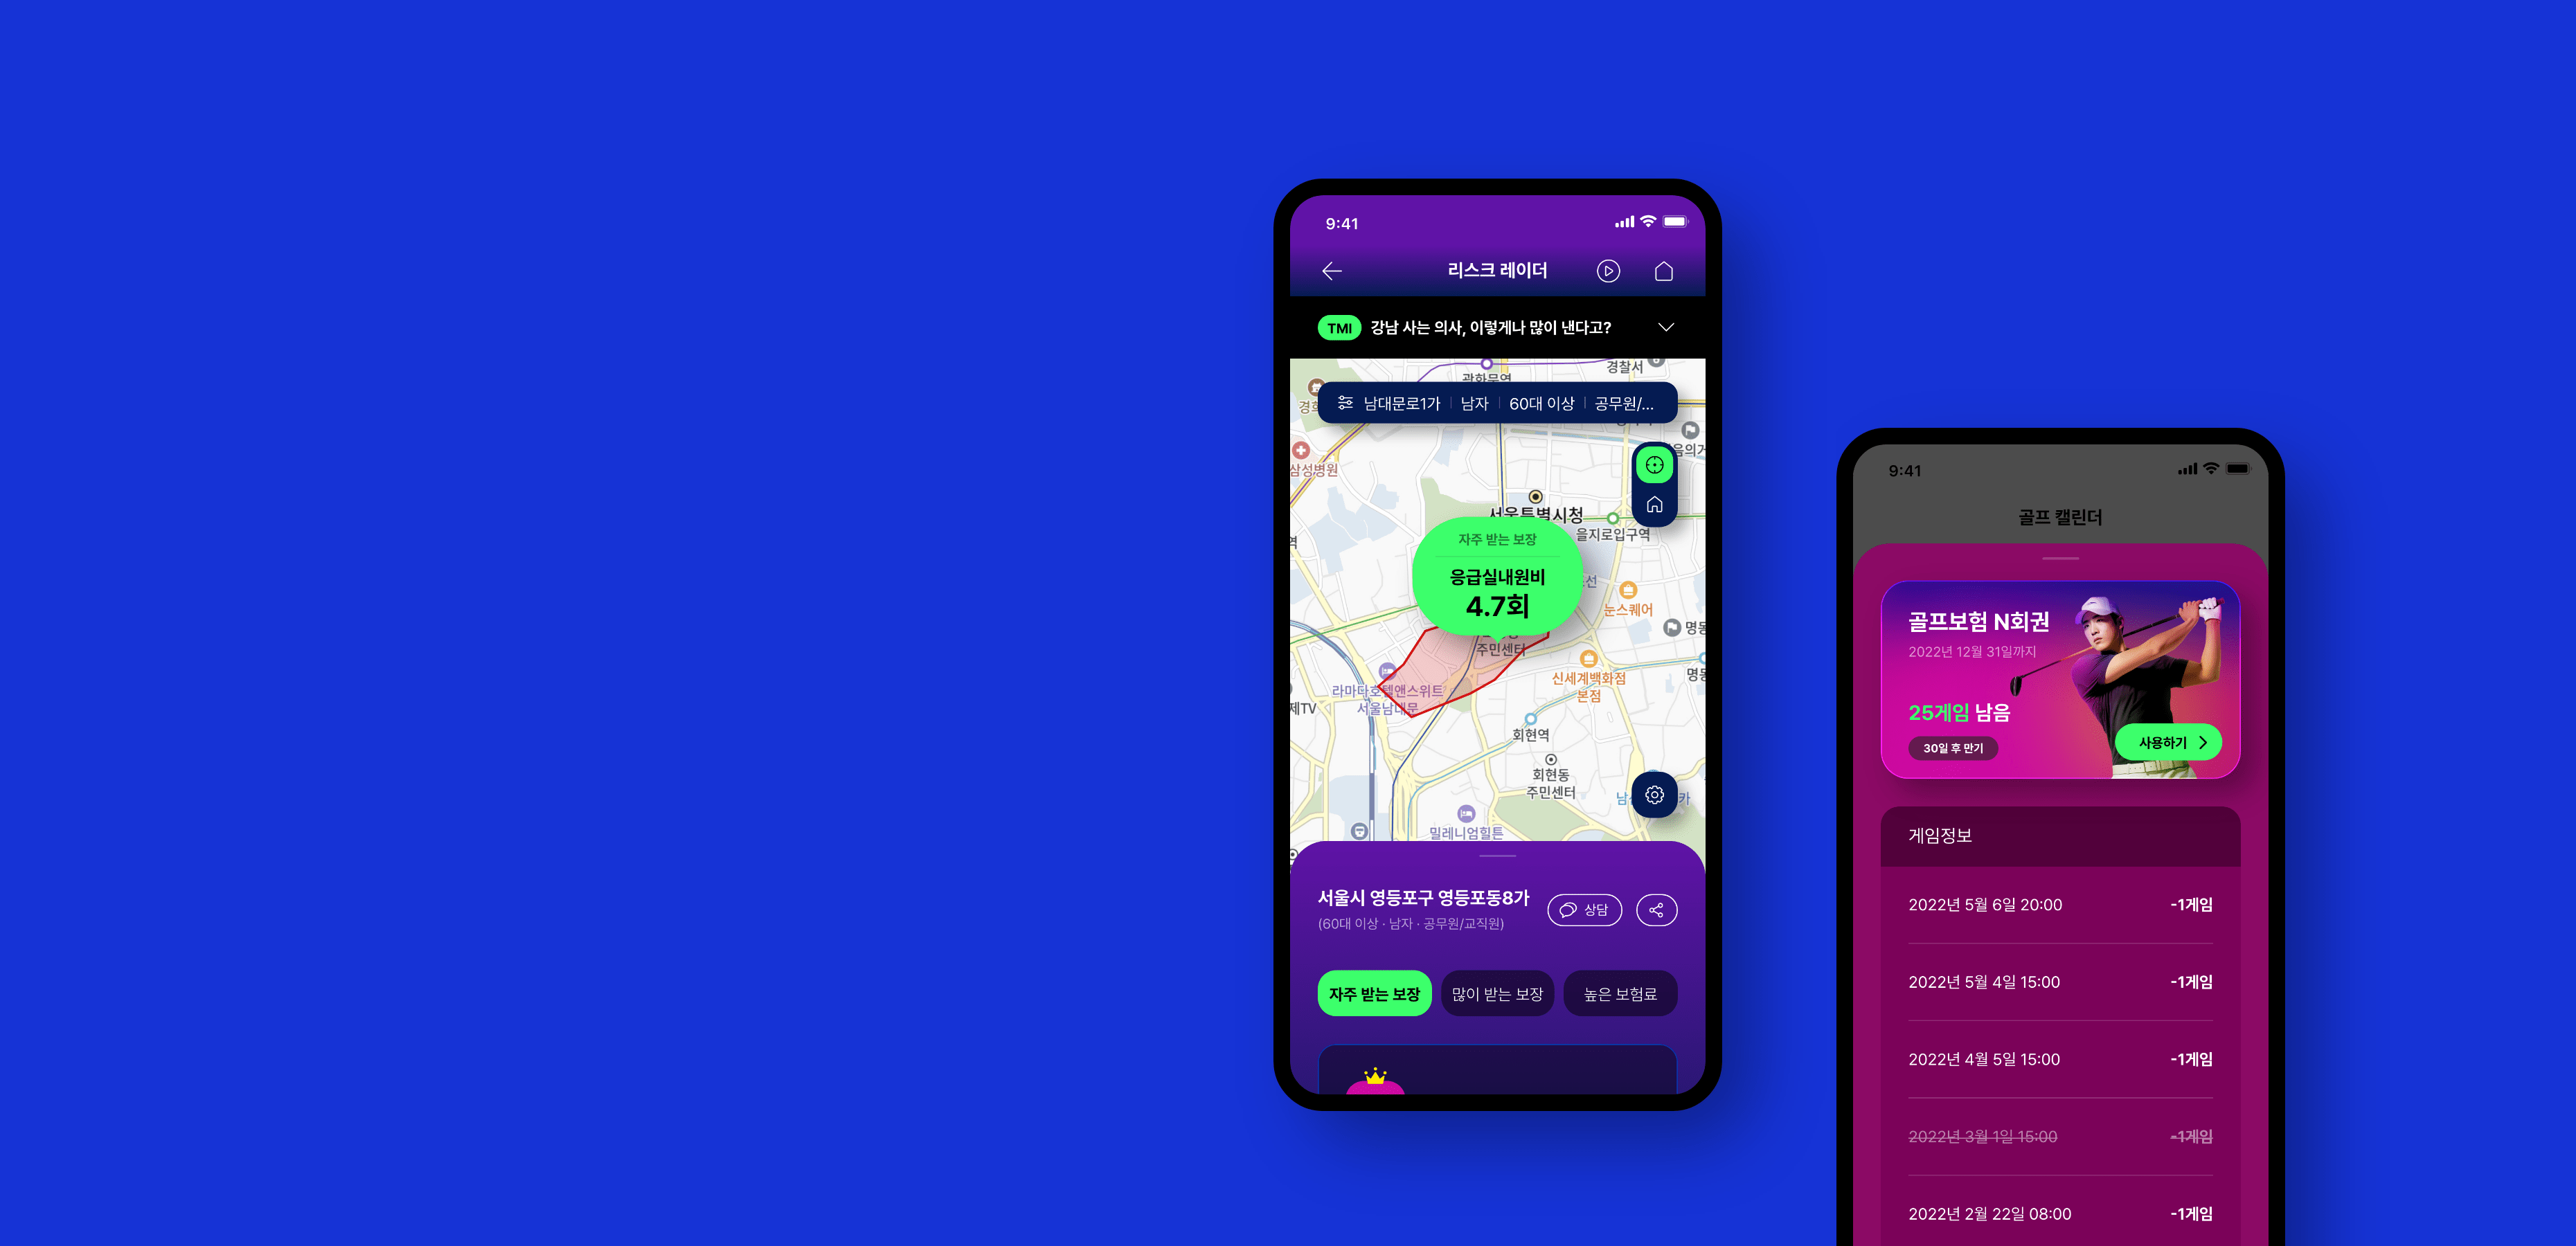 9:41
리스크 레이더
TMI 강남 사는 의사, 이렇게나 많이 낸다고?
경찰서
광화문역
남대문로1가 남자 60대 이상 공무원/...
삼성병원
서울특별시청
을지로입구역
자주 받는 보장
응급실내원비
4.7회
눈스퀘어
주민센터
라마다호텔앤스위트
서울남대문
신세계백화점
본점
회현역
회현동
주민센터
밀레니엄힐튼
서울시 영등포구 영등포동8가
(60대 이상 · 남자 · 공무원/교직원)
상담
자주 받는 보장 많이 받는 보장 높은 보험료
9:41
골프 캘린더
골프보험 N회권
2022년 12월 31일까지
25게임 남음
30일 후 만기
사용하기
게임정보
2022년 5월 6일 20:00 -1게임
2022년 5월 4일 15:00 -1게임
2022년 4월 5일 15:00 -1게임
2022년 3월 1일 15:00 -1게임
2022년 2월 22일 08:00 -1게임